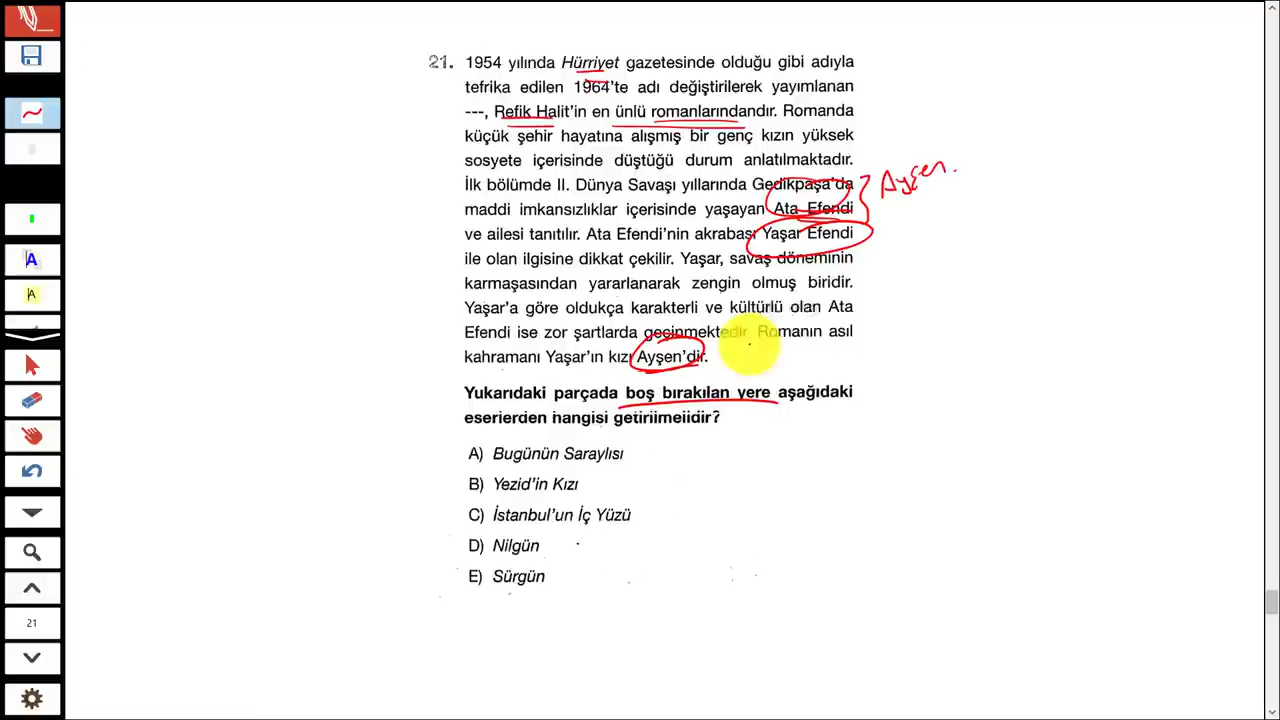 21. 1954 yılında Hürriyet gazetesinde olduğu gibi adıyla
tefrika edilen 1964'te adı değiştirilerek yayımlanan
---, Refik Halit'in en ünlü romanlarındandır. Romanda
küçük şehir hayatına alışmış bir genç kızın yüksek
sosyete içerisinde düştüğü durum anlatılmaktadır.
İlk bölümde II. Dünya Savaşı yıllarında Gedikpaşa'da
Ayşen.
maddi imkansızlıklar içerisinde yaşayan Ata Efendi
ve ailesi tanıtılır. Ata Efendi'nin akrabası Yaşar Efendi
ile olan ilgisine dikkat çekilir. Yaşar, savaş döneminin
karmaşasından yararlanarak zengin olmuş biridir.
Yaşar'a göre oldukça karakterli ve kültürlü olan Ata
Efendi ise zor şartlarda geçinmektedir. Romanın asıl
kahramanı Yaşar'ın kızı Ayşen'dir.
Yukarıdaki parçada boş bırakılan yere aşağıdaki
eserlerden hangisi getirilmelidir?
A) Bugünün Saraylısı
B) Yezid'in Kızı
C) İstanbul'un İç Yüzü
D) Nilgün
E) Sürgün
A
A
21